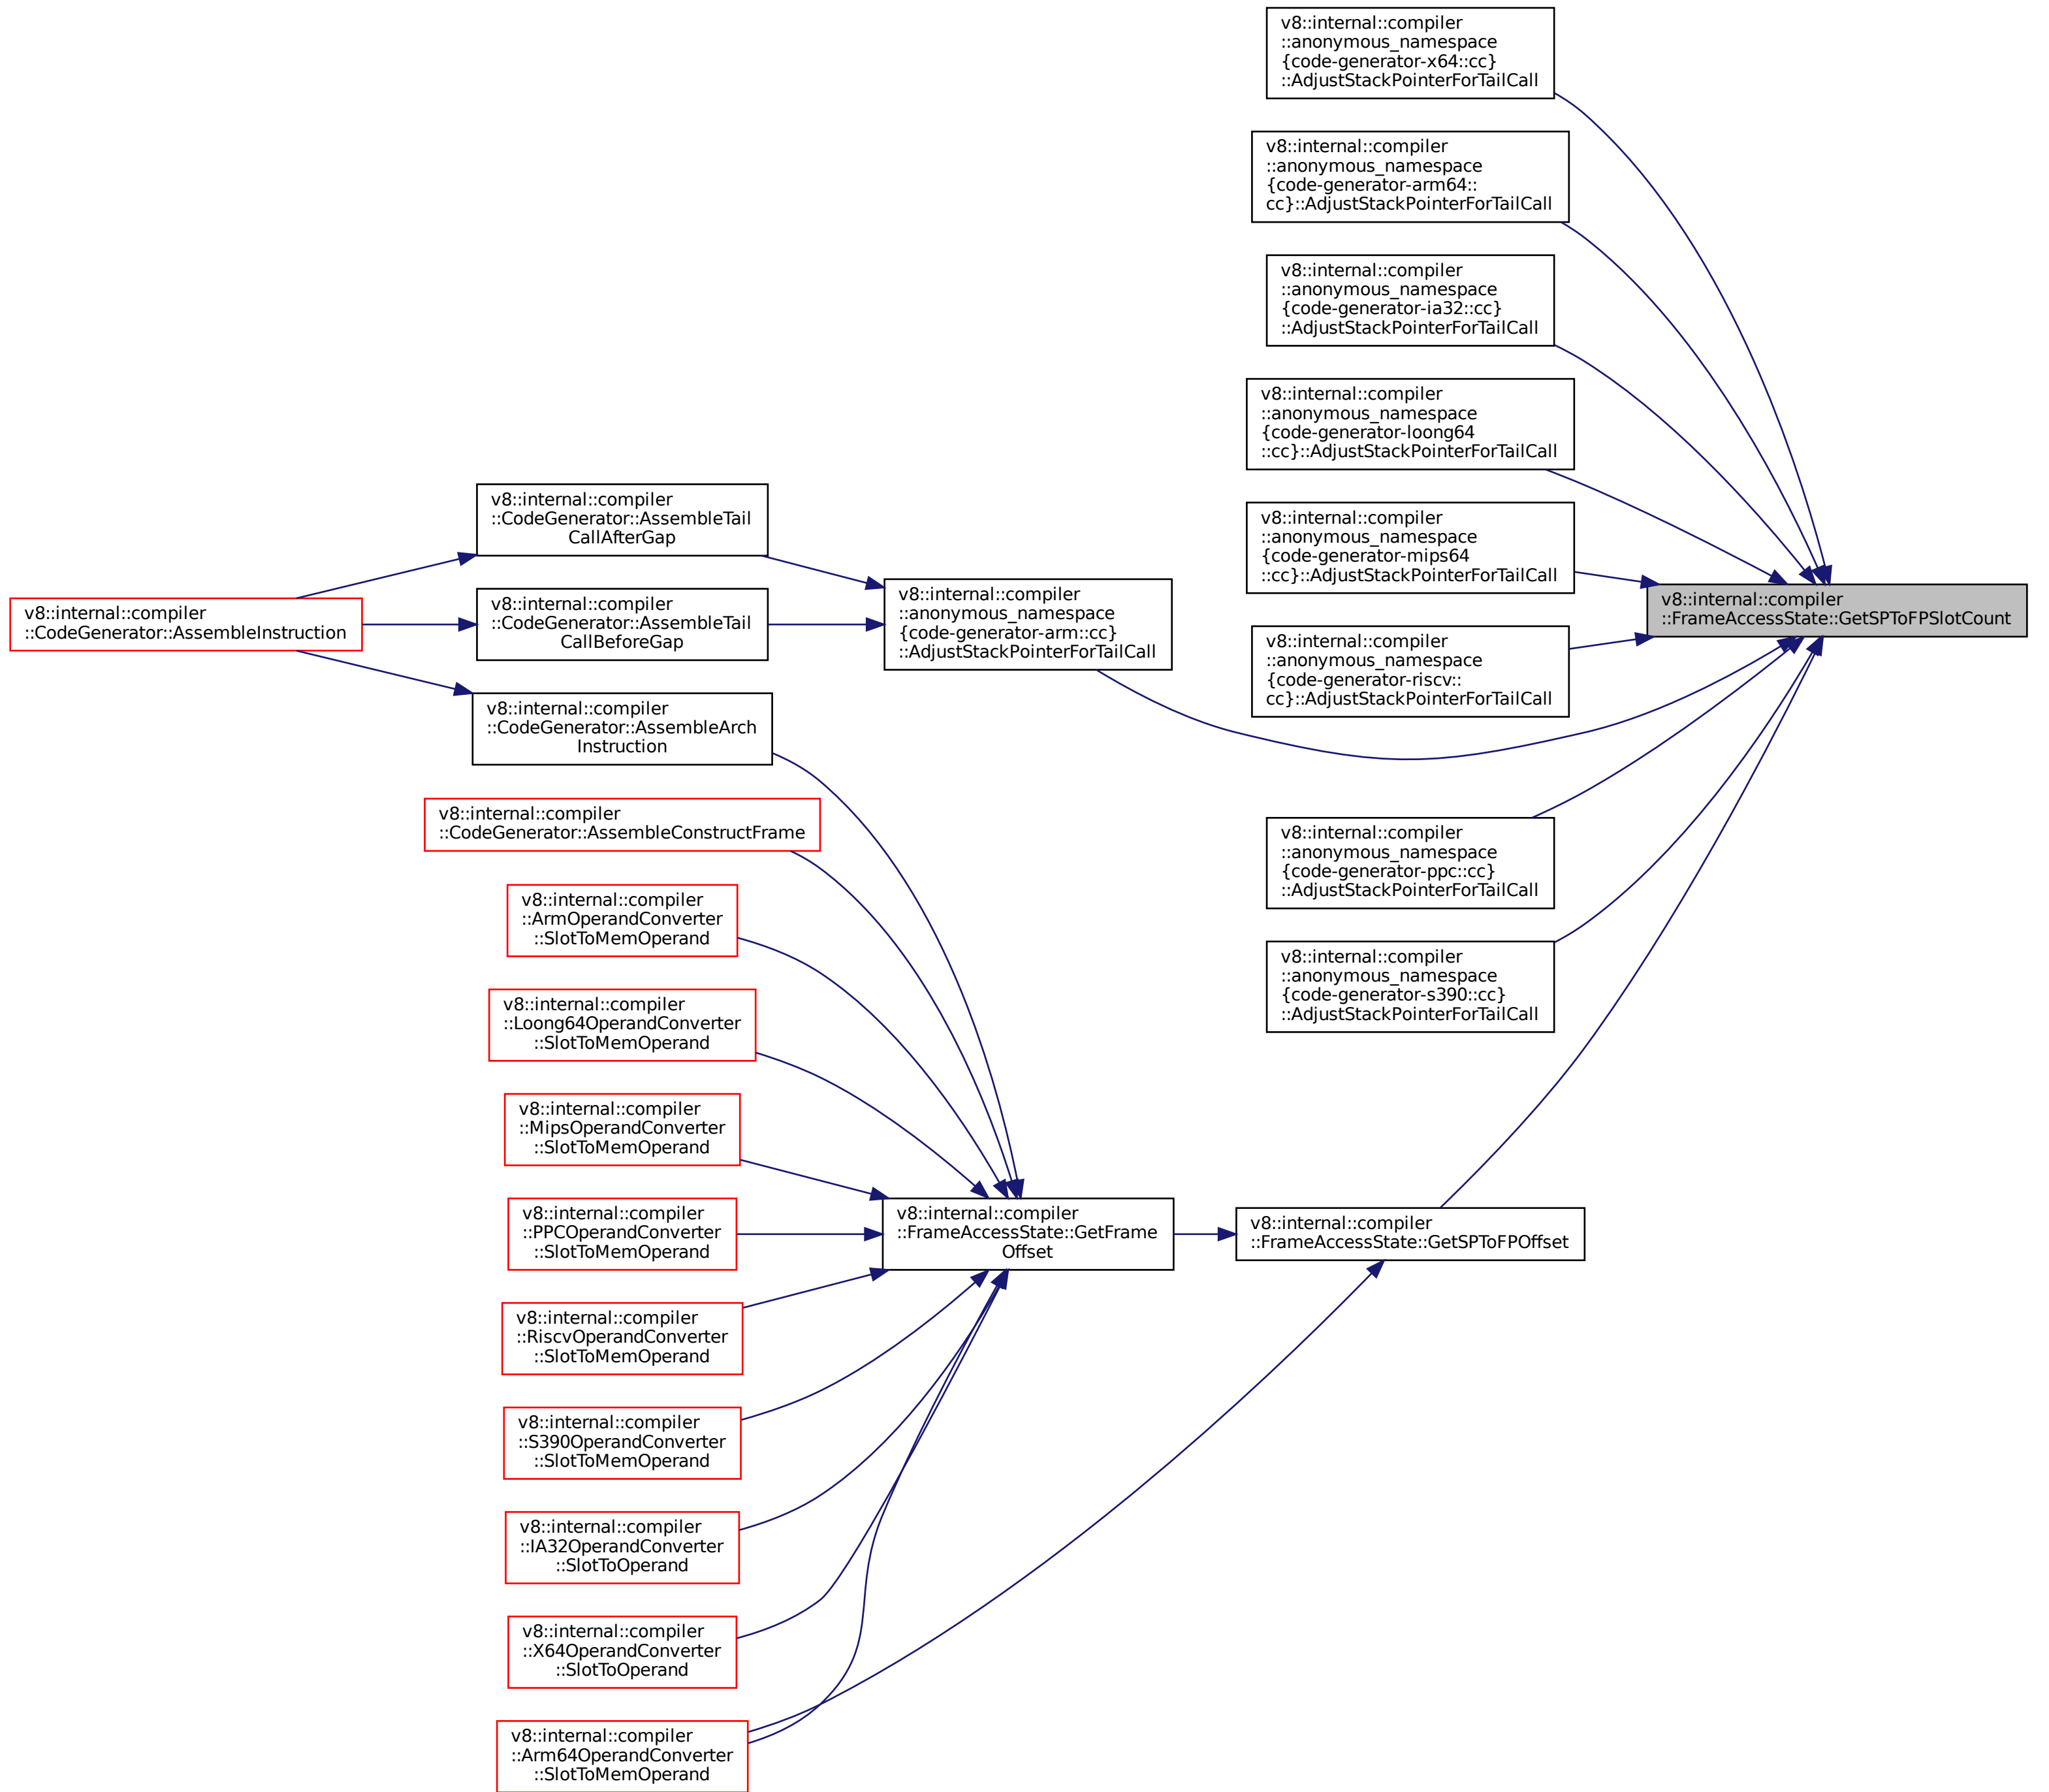 v8::internal::compiler
::anonymous_namespace
{code-generator-x64::cc}
::AdjustStackPointerForTailCall
v8::internal::compiler
::anonymous_namespace
{code-generator-arm64::
cc}::AdjustStackPointerForTailCall
v8::internal::compiler
::anonymous_namespace
{code-generator-ia32::cc}
::AdjustStackPointerForTailCall
v8::internal::compiler
::anonymous_namespace
{code-generator-loong64
::cc}::AdjustStackPointerForTailCall
v8::internal::compiler
::anonymous_namespace
{code-generator-mips64
::cc}::AdjustStackPointerForTailCall
v8::internal::compiler
::FrameAccessState::GetSPToFPSlotCount
v8::internal::compiler
::anonymous_namespace
{code-generator-riscv::
cc}::AdjustStackPointerForTailCall
v8::internal::compiler
::CodeGenerator::AssembleTail
CallAfterGap
v8::internal::compiler
::CodeGenerator::AssembleInstruction
v8::internal::compiler
::CodeGenerator::AssembleTail
CallBeforeGap
v8::internal::compiler
::anonymous_namespace
{code-generator-arm::cc}
::AdjustStackPointerForTailCall
v8::internal::compiler
::CodeGenerator::AssembleArch
Instruction
v8::internal::compiler
::CodeGenerator::AssembleConstructFrame
v8::internal::compiler
::anonymous_namespace
{code-generator-ppc::cc}
::AdjustStackPointerForTailCall
v8::internal::compiler
::ArmOperandConverter
::SlotToMemOperand
v8::internal::compiler
::anonymous_namespace
{code-generator-s390::cc}
::AdjustStackPointerForTailCall
v8::internal::compiler
::Loong64OperandConverter
::SlotToMemOperand
v8::internal::compiler
::MipsOperandConverter
::SlotToMemOperand
v8::internal::compiler
::PPCOperandConverter
::SlotToMemOperand
v8::internal::compiler
::FrameAccessState::GetFrame
Offset
v8::internal::compiler
::FrameAccessState::GetSPToFPOffset
v8::internal::compiler
::RiscvOperandConverter
::SlotToMemOperand
v8::internal::compiler
::S390OperandConverter
::SlotToMemOperand
v8::internal::compiler
::IA32OperandConverter
::SlotToOperand
v8::internal::compiler
::X64OperandConverter
::SlotToOperand
v8::internal::compiler
::Arm64OperandConverter
::SlotToMemOperand